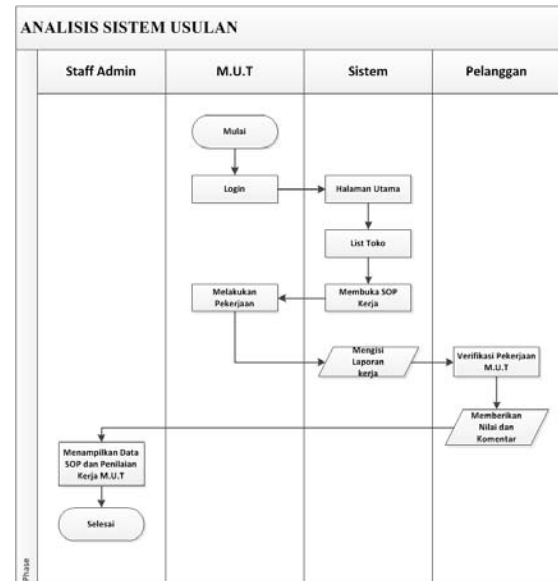 ANALISIS SISTEM USULAN
Staff Admin
M.U.T
Sistem
Pelanggan
Mulai
Login
Halaman Utama
List Toko
Melakukan
Pekerjaan
Membuka SOP
Kerja
Mengisi
Laporan
kerja
Verifikasi Pekerjaan
M.U.T
Memberikan
Nilai dan
Komentar
Menampilkan Data
SOP dan Penilaian
Kerja M.U.T
Selesai
Phase